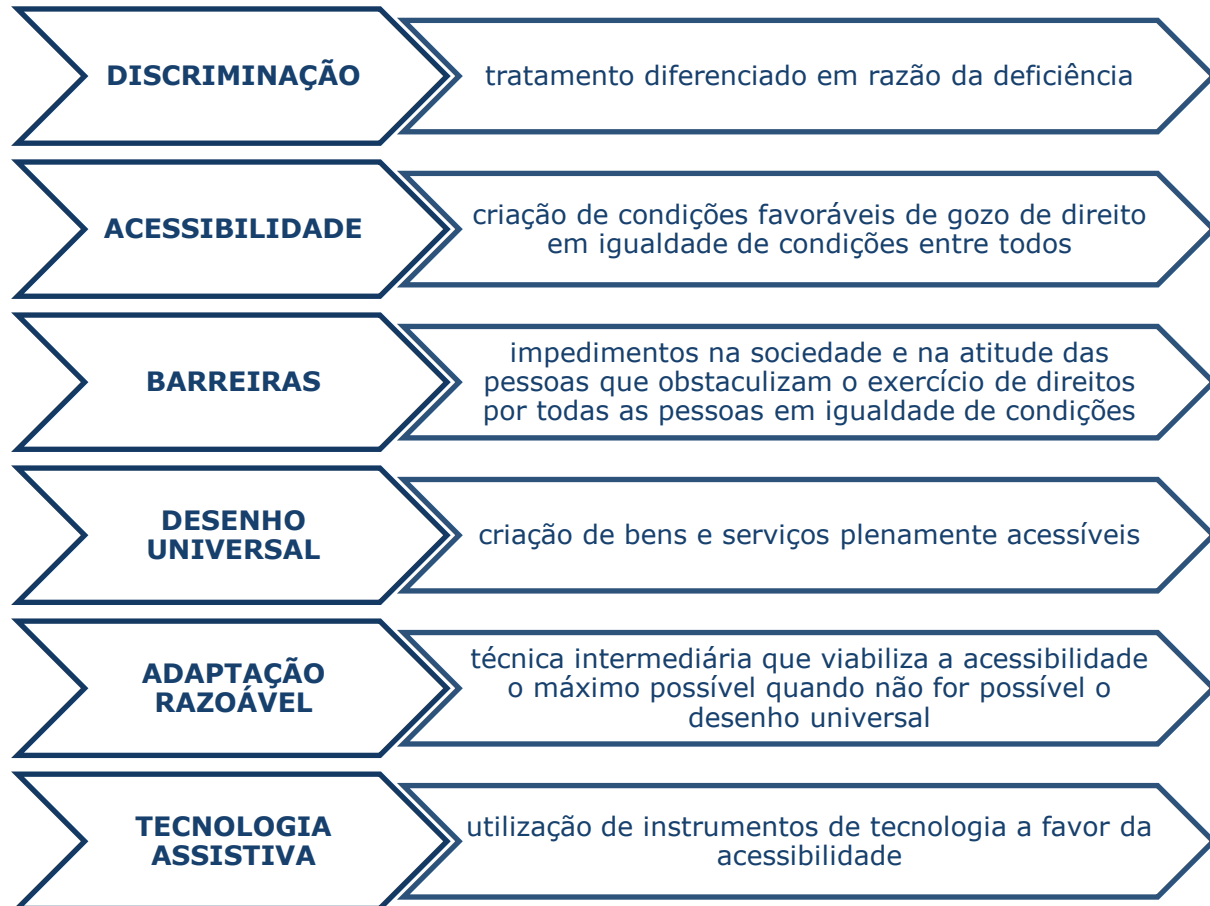 DISCRIMINAÇÃO
tratamento diferenciado em razão da deficiência
ACESSIBILIDADE
criação de condições favoráveis de gozo de direito
em igualdade de condições entre todos
BARREIRAS
impedimentos na sociedade e na atitude das
pessoas que obstaculizam o exercício de direitos
por todas as pessoas em igualdade de condições
DESENHO
UNIVERSAL
criação de bens e serviços plenamente acessíveis
ADAPTAÇÃO
RAZOÁVEL
técnica intermediária que viabiliza a acessibilidade
o máximo possível quando não for possível o
desenho universal
TECNOLOGIA
ASSISTIVA
utilização de instrumentos de tecnologia a favor da
acessibilidade